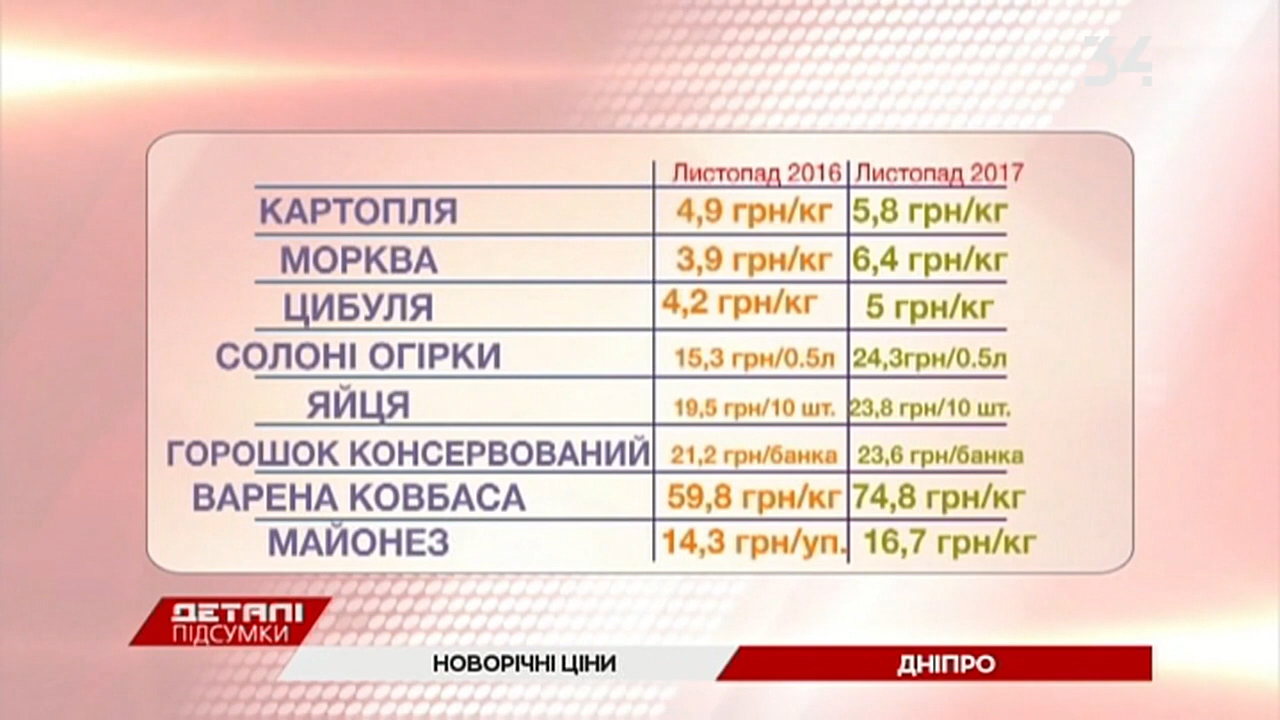 34
Листопад 2016 Листопад 2017
КАРТОПЛЯ 4,9 грн/кг 5,8 грн/кг
МОРКВА 3,9 грн/кг 6,4 грн/кг
ЦИБУЛЯ 4,2 грн/кг 5 грн/кг
СОЛОНІ ОГІРКИ 15,3 грн/0.5л 24,3грн/0.5л
ЯЙЦЯ 19,5 грн/10 шт. 23,8 грн/10 шт.
ГОРОШОК КОНСЕРВОВАНИЙ 21,2 грн/банка 23,6 грн/банка
ВАРЕНА КОВБАСА 59,8 грн/кг 74,8 грн/кг
МАЙОНЕЗ 14,3 грн/уп. 16,7 грн/кг
ДЕТАЛІ
ПІДСУМКИ
НОВОРІЧНІ ЦІНИ ДНІПРО